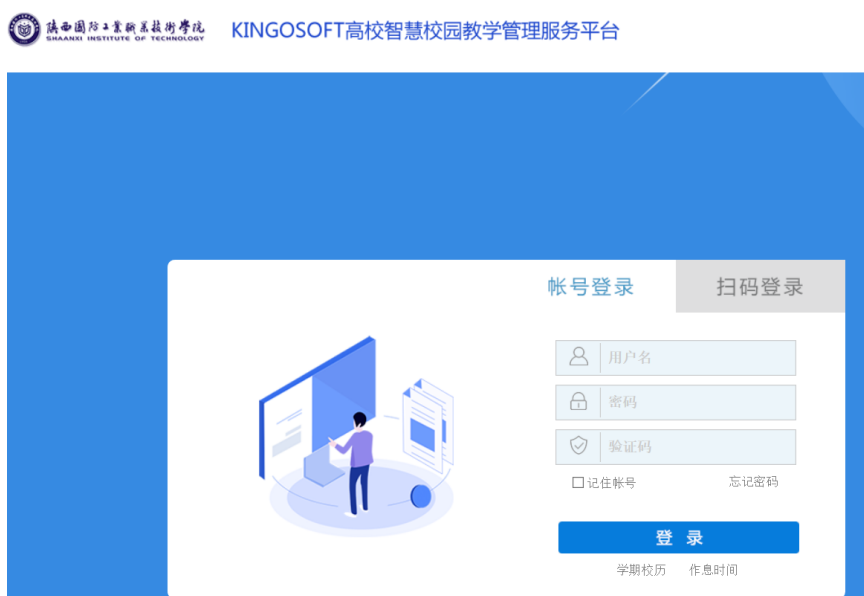 陕西国防工业职业技术学院
SHAANXI INSTITUTE OF TECHNOLOGY
KINGOSOFT高校智慧校园教学管理服务平台
帐号登录
扫码登录
用户名
密码
验证码
记住帐号
忘记密码
登 录
学期校历 作息时间